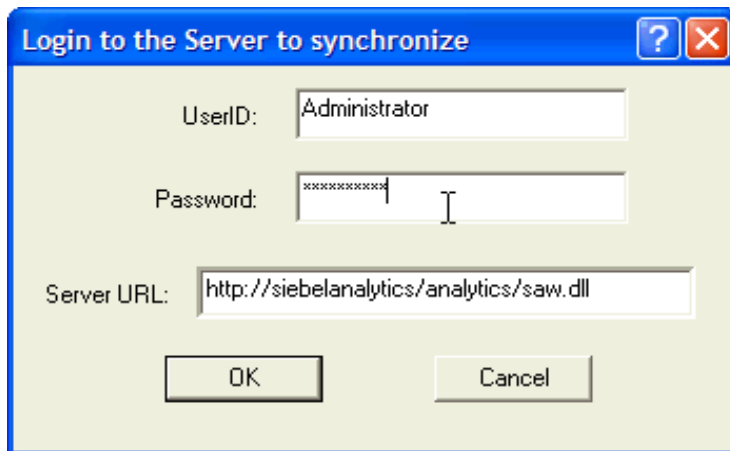 Login to the Server to synchronize
UserID: Administrator
Password: **********
Server URL: http://siebelanalytics/analytics/saw.dll
OK Cancel